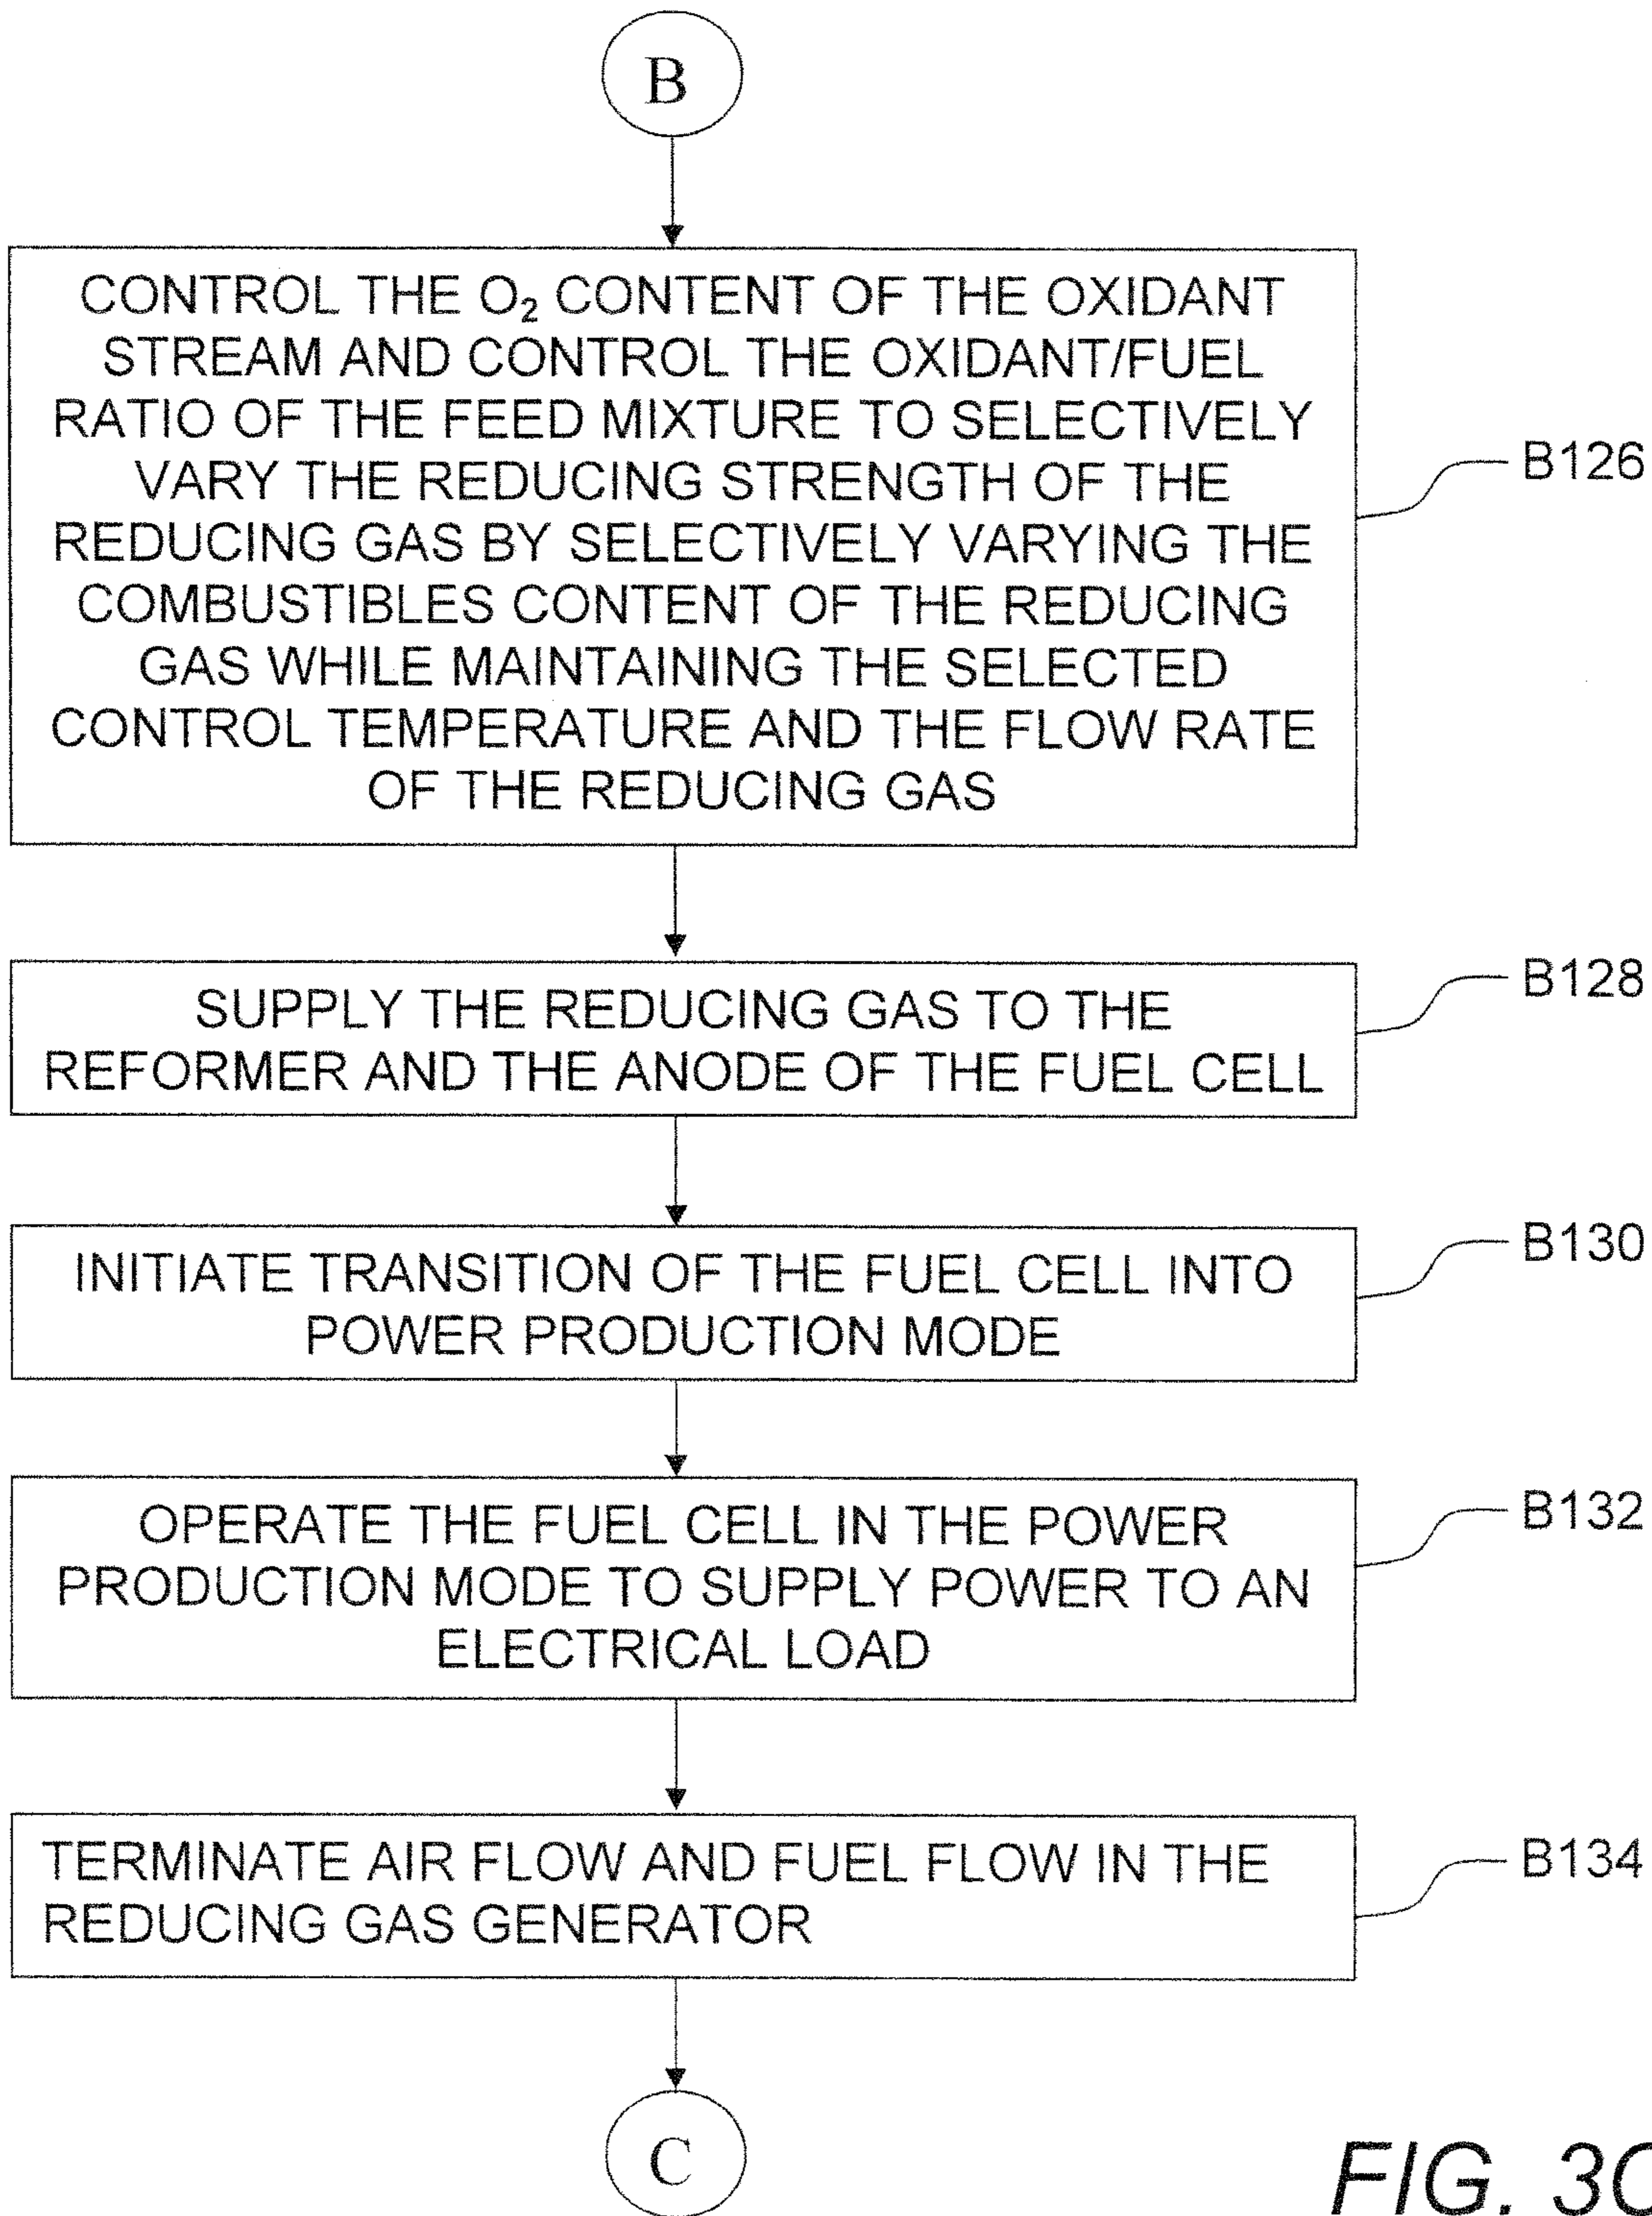 B
CONTROL THE O₂ CONTENT OF THE OXIDANT
STREAM AND CONTROL THE OXIDANT/FUEL
RATIO OF THE FEED MIXTURE TO SELECTIVELY
VARY THE REDUCING STRENGTH OF THE
REDUCING GAS BY SELECTIVELY VARYING THE
COMBUSTIBLES CONTENT OF THE REDUCING
GAS WHILE MAINTAINING THE SELECTED
CONTROL TEMPERATURE AND THE FLOW RATE
OF THE REDUCING GAS
B126
SUPPLY THE REDUCING GAS TO THE
REFORMER AND THE ANODE OF THE FUEL CELL
B128
INITIATE TRANSITION OF THE FUEL CELL INTO
POWER PRODUCTION MODE
B130
OPERATE THE FUEL CELL IN THE POWER
PRODUCTION MODE TO SUPPLY POWER TO AN
ELECTRICAL LOAD
B132
TERMINATE AIR FLOW AND FUEL FLOW IN THE
REDUCING GAS GENERATOR
B134
C
FIG. 3C